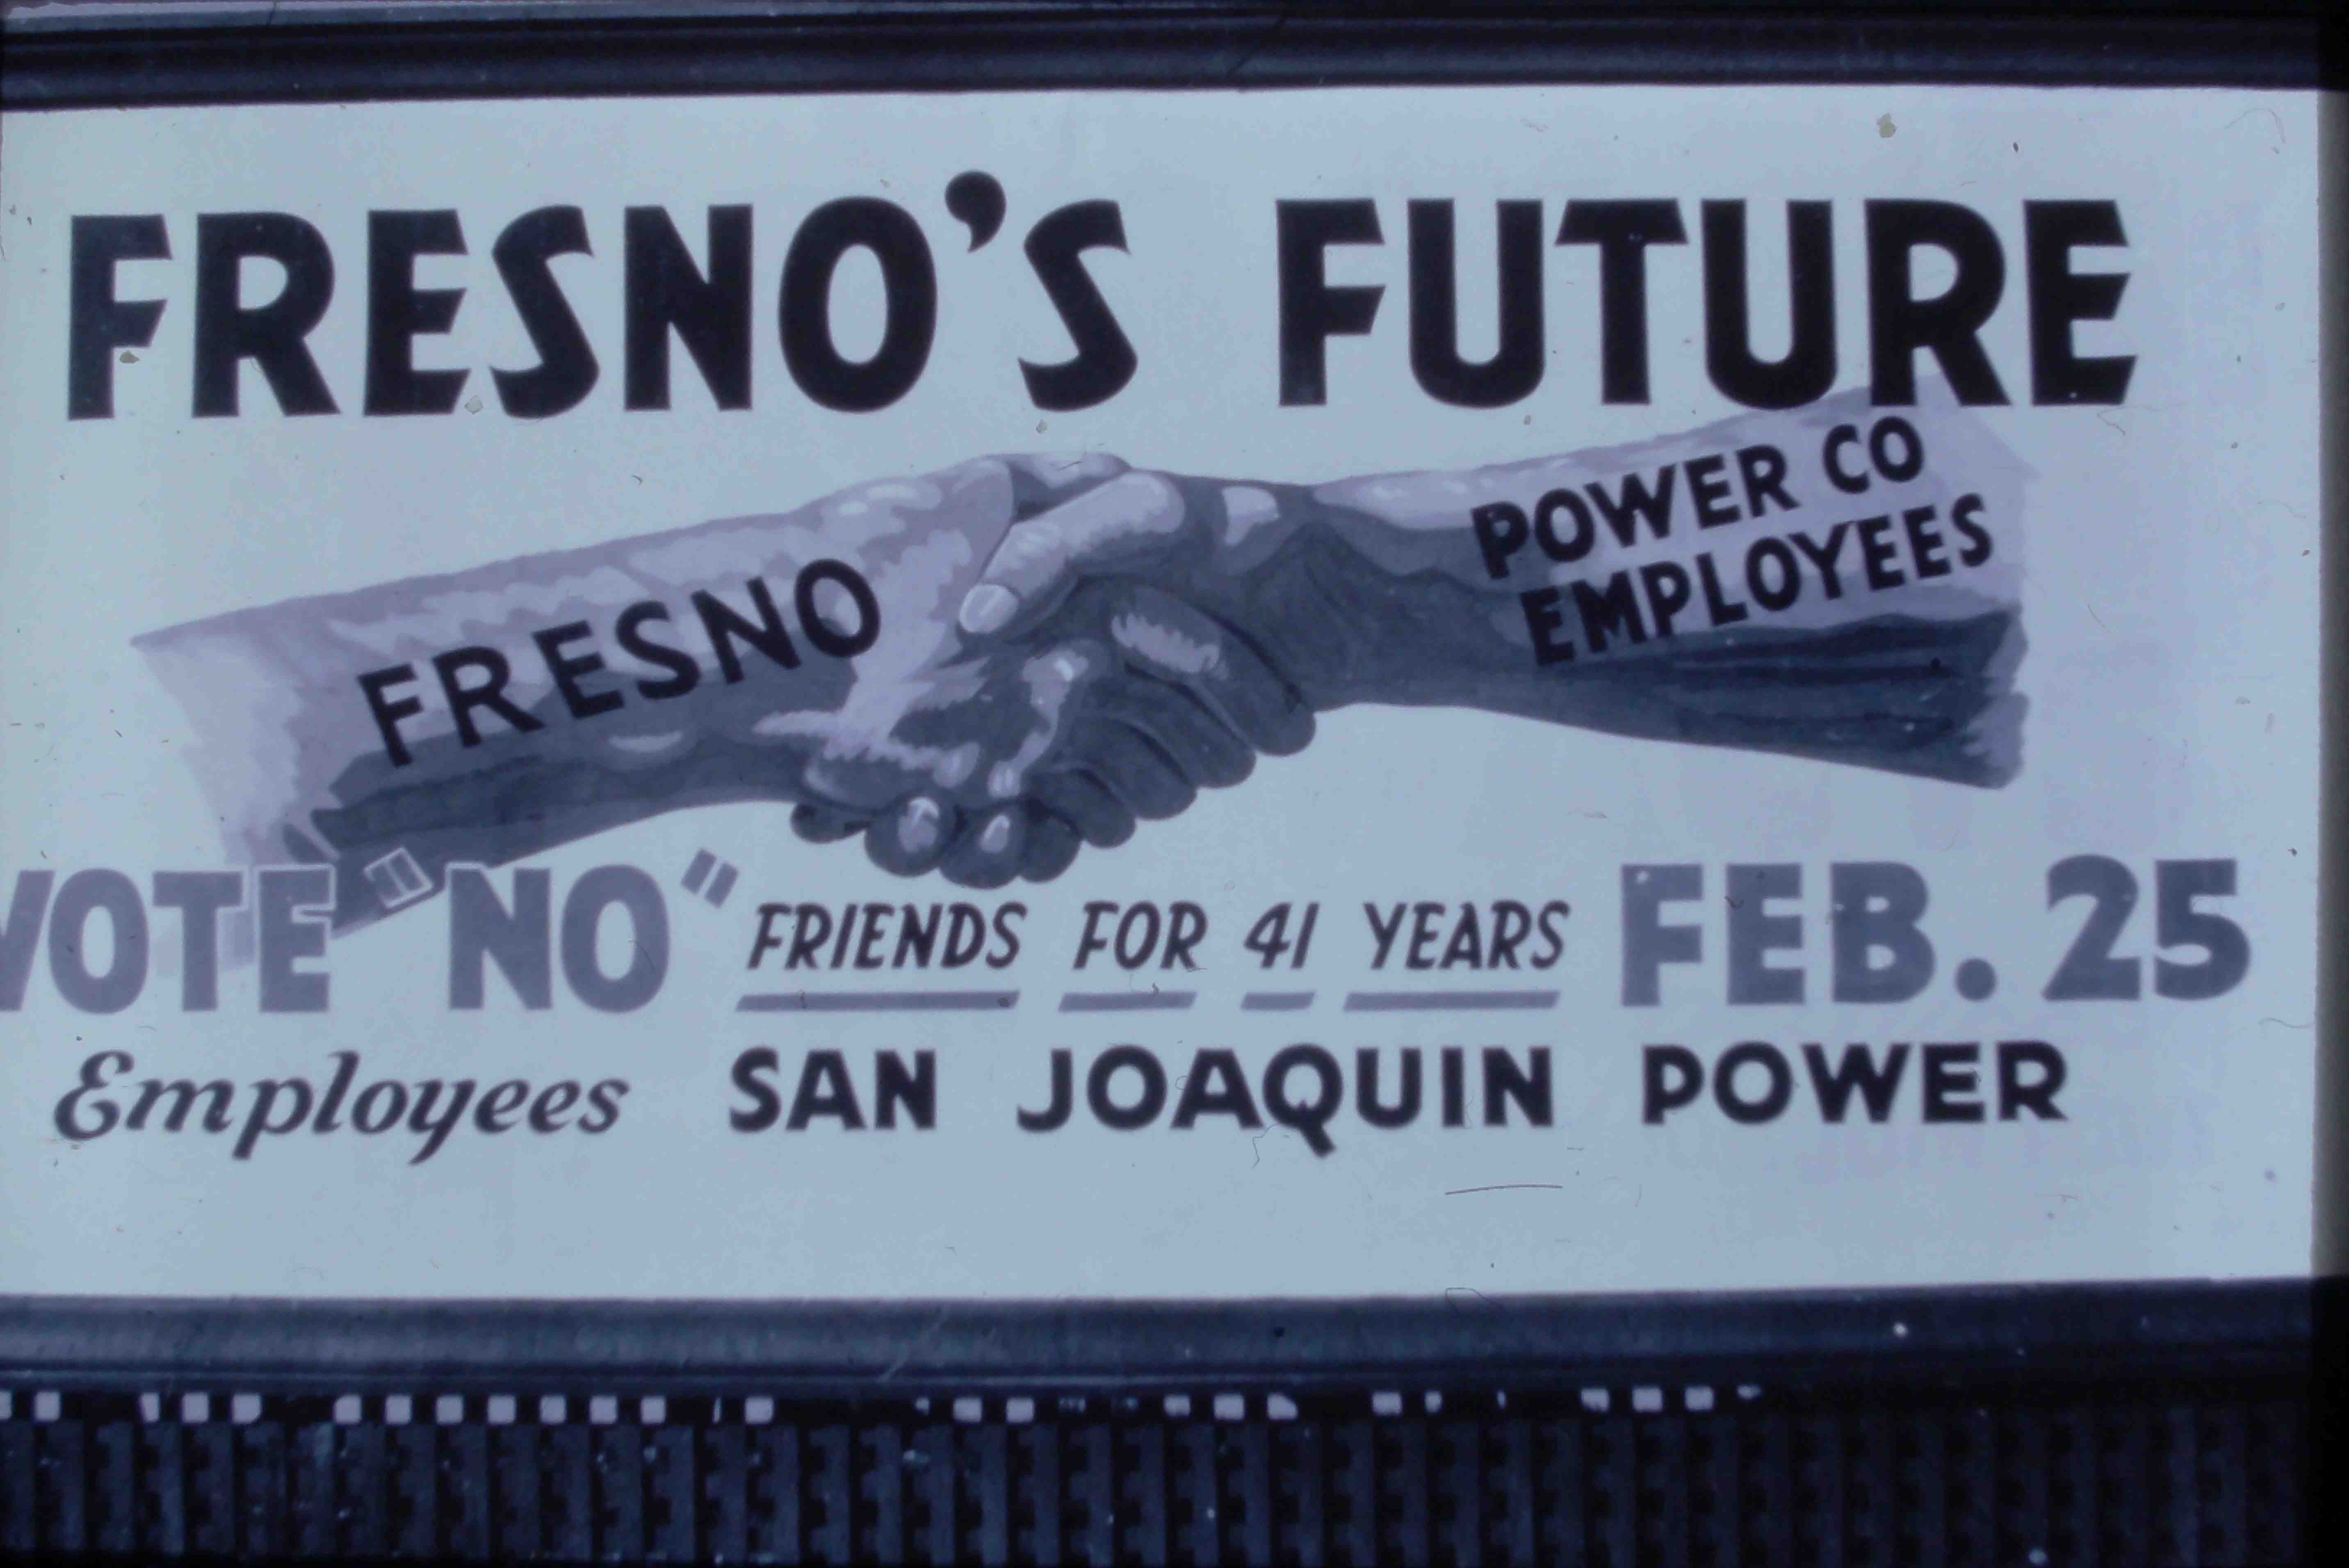 FRESNO'S FUTURE
FRESNO
POWER CO
EMPLOYEES
VOTE "NO" FRIENDS FOR 41 YEARS FEB. 25
Employees SAN JOAQUIN POWER